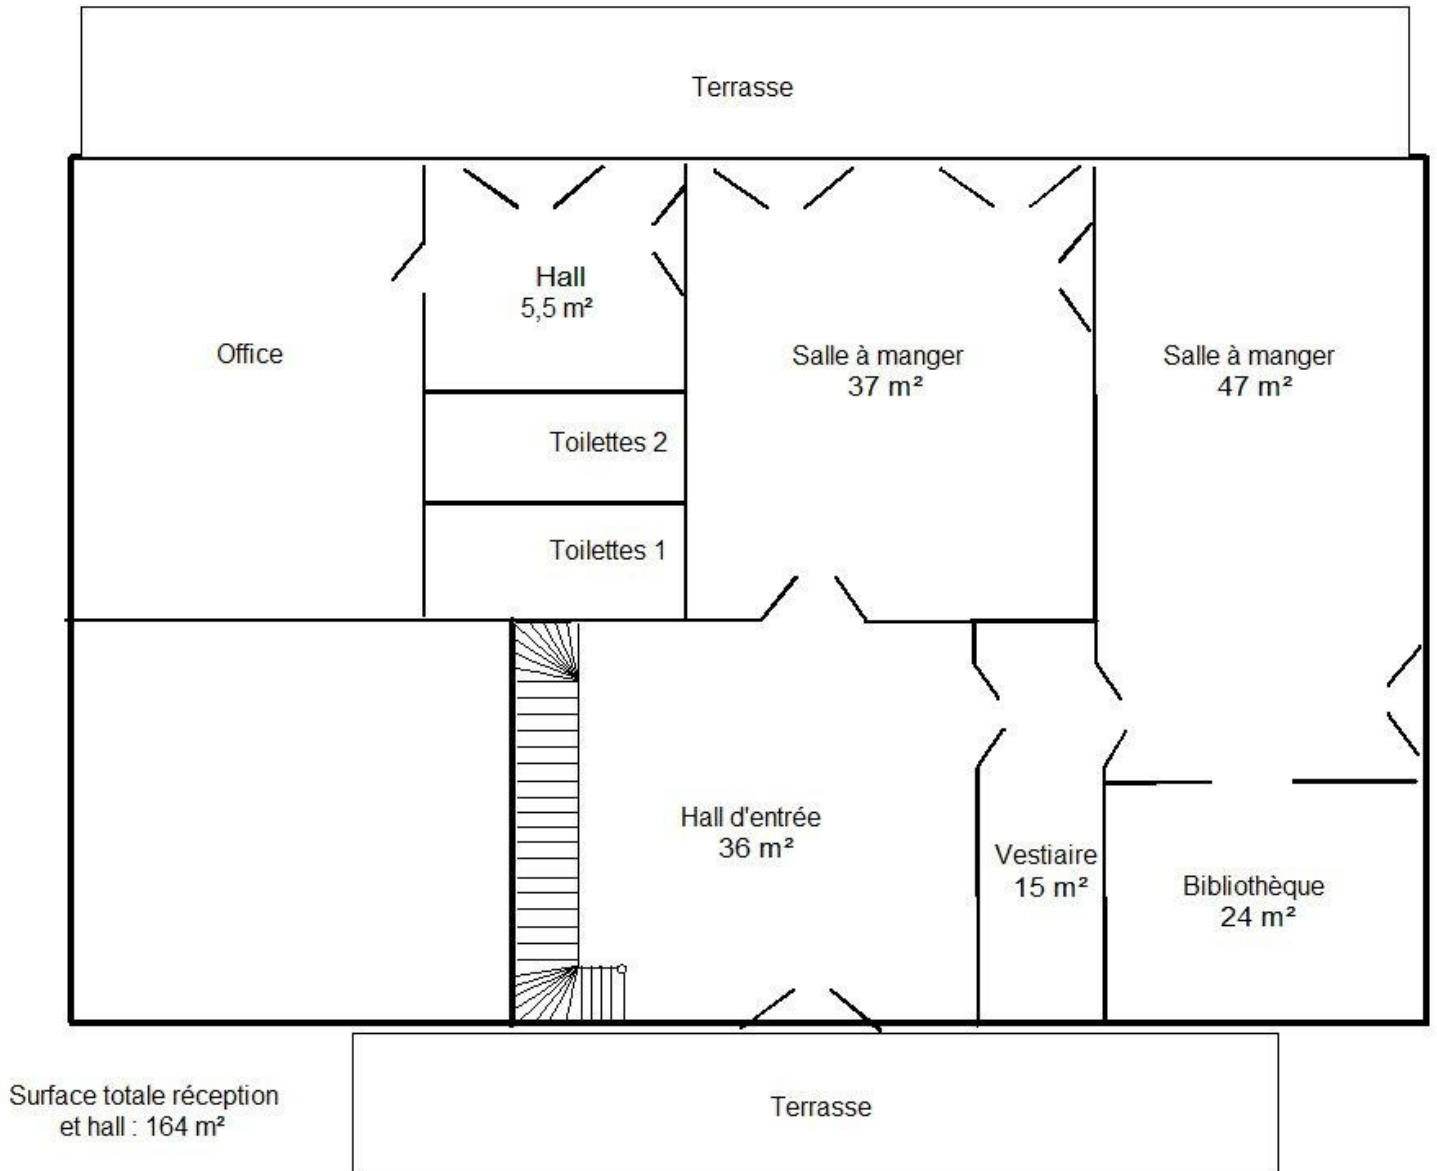 Terrasse
Hall
5,5 m²
Office
Salle à manger
37 m²
Salle à manger
47 m²
Toilettes 2
Toilettes 1
Hall d'entrée
36 m²
Vestiaire
15 m²
Bibliothèque
24 m²
Surface totale réception
et hall : 164 m²
Terrasse